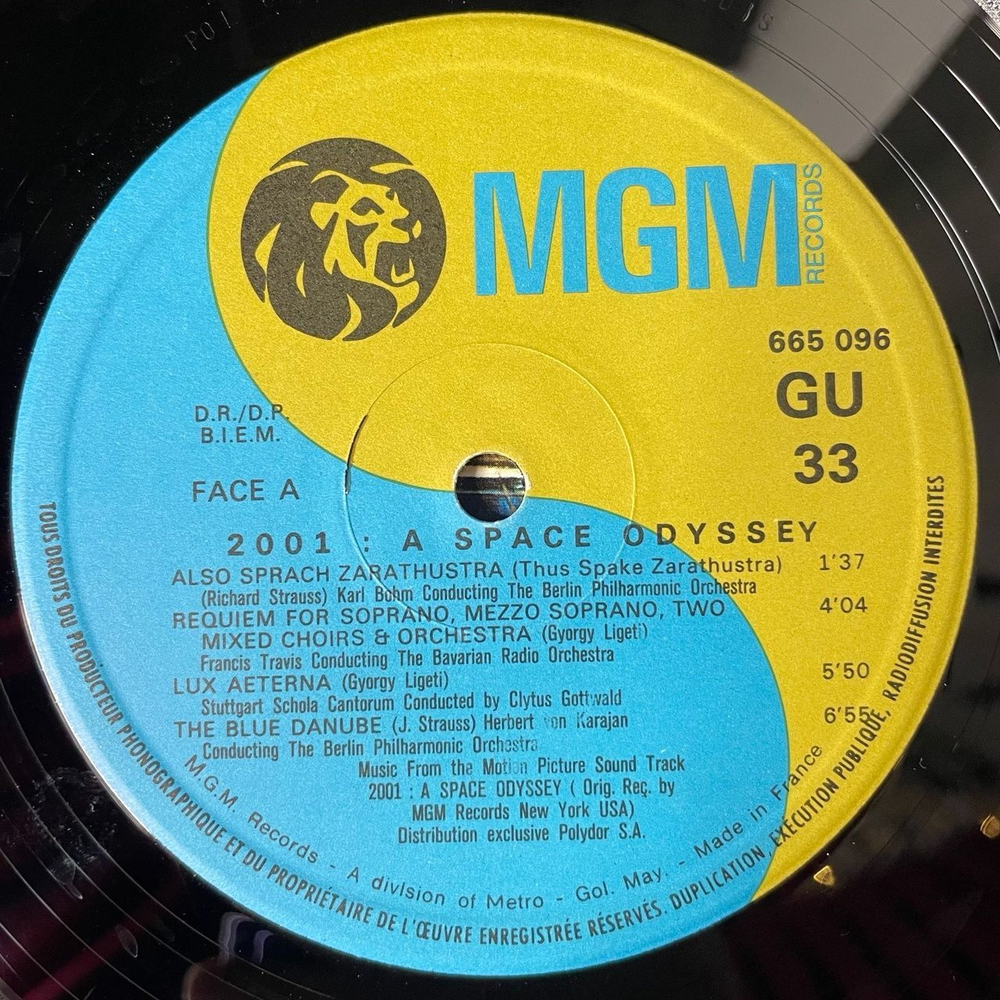 MGM
RECORDS
665 096
GU
33
D.R./D.P.
B.I.E.M.
FACE A
2001 : A SPACE ODYSSEY
ALSO SPRACH ZARATHUSTRA (Thus Spake Zarathustra) 1'37
(Richard Strauss) Karl Bohm Conducting The Berlin Philharmonic Orchestra
REQUIEM FOR SOPRANO, MEZZO SOPRANO, TWO 4'04
MIXED CHOIRS & ORCHESTRA (Gyorgy Ligeti)
Francis Travis Conducting The Bavarian Radio Orchestra
LUX AETERNA (Gyorgy Ligeti) 5'50
Stuttgart Schola Cantorum Conducted by Clytus Gottwald
THE BLUE DANUBE (J. Strauss) Herbert von Karajan 6'55
Conducting The Berlin Philharmonic Orchestra
Music From the Motion Picture Sound Track
2001 : A SPACE ODYSSEY ( Orig. Reç. by
MGM Records New York USA)
Distribution exclusive Polydor S.A.
M.G.M. Records - A divIsion of Metro - Gol. May. - Made in France
TOUS DROITS DU PRODUCTEUR PHONOGRAPHIQUE ET DU PROPRIÉTAIRE DE L'ŒUVRE ENREGISTRÉE RÉSERVÉS. DUPLICATION EXÉCUTION PUBLIQUE, RADIODIFFUSION INTERDITES